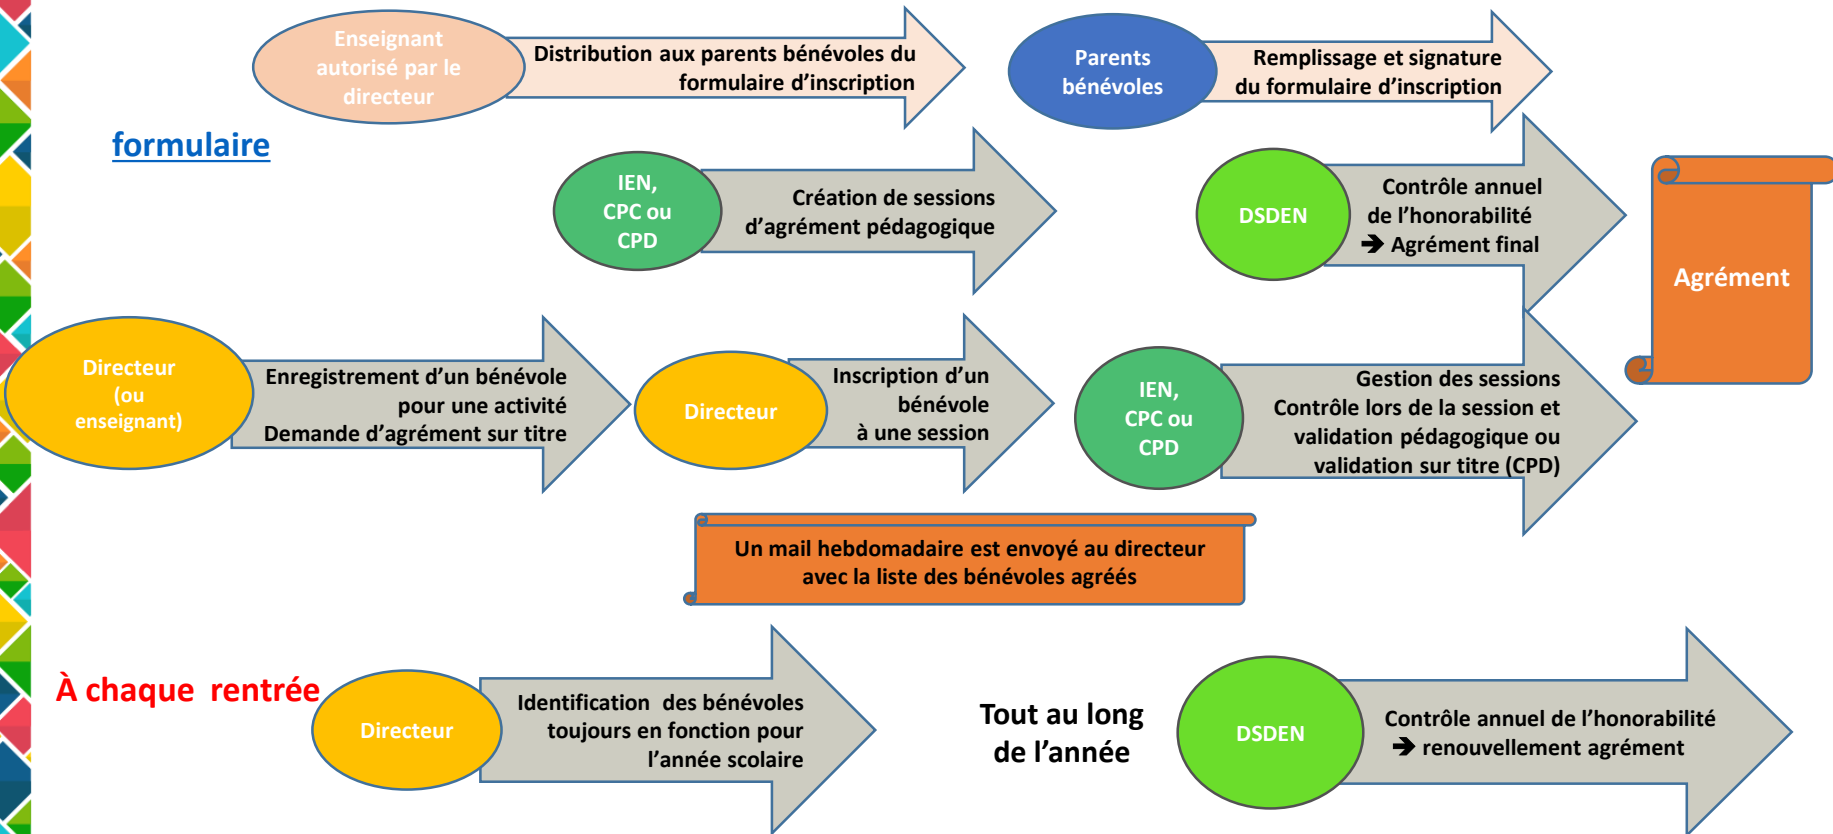 Enseignant
autorisé par le
directeur
Distribution aux parents bénévoles du
formulaire d’inscription
Parents
bénévoles
Remplissage et signature
du formulaire d’inscription
formulaire
IEN,
CPC ou
CPD
Création de sessions
d’agrément pédagogique
DSDEN
Contrôle annuel
de l’honorabilité
➔ Agrément final
Agrément
Directeur
(ou
enseignant)
Enregistrement d’un bénévole
pour une activité
Demande d’agrément sur titre
Directeur
Inscription d’un
bénévole
à une session
IEN,
CPC ou
CPD
Gestion des sessions
Contrôle lors de la session et
validation pédagogique ou
validation sur titre (CPD)
Un mail hebdomadaire est envoyé au directeur
avec la liste des bénévoles agréés
À chaque rentrée
Directeur
Identification des bénévoles
toujours en fonction pour
l’année scolaire
Tout au long
de l’année
DSDEN
Contrôle annuel de l’honorabilité
➔ renouvellement agrément